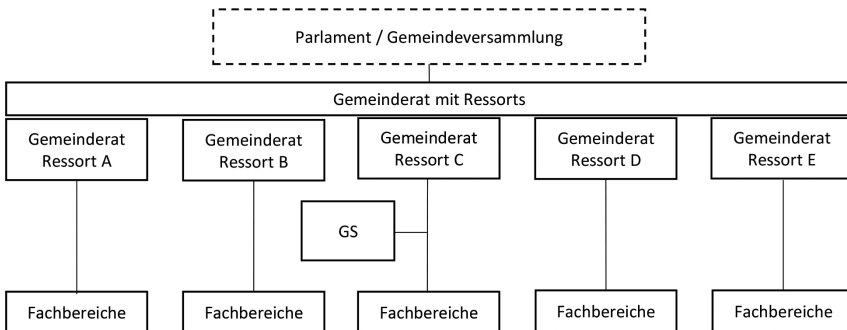 Parlament / Gemeindeversammlung
Gemeinderat mit Ressorts
Gemeinderat
Ressort A
Gemeinderat
Ressort B
Gemeinderat
Ressort C
Gemeinderat
Ressort D
Gemeinderat
Ressort E
GS
Fachbereiche
Fachbereiche
Fachbereiche
Fachbereiche
Fachbereiche